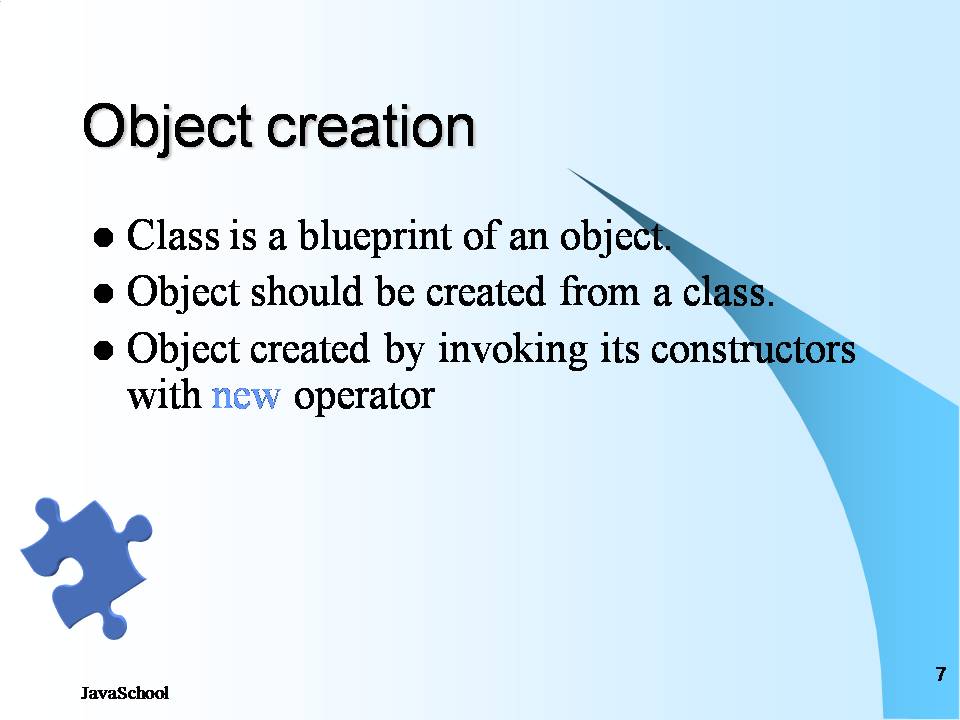 Object creation
Class is a blueprint of an object.
Object should be created from a class.
Object created by invoking its constructors
with new operator
JavaSchool
7